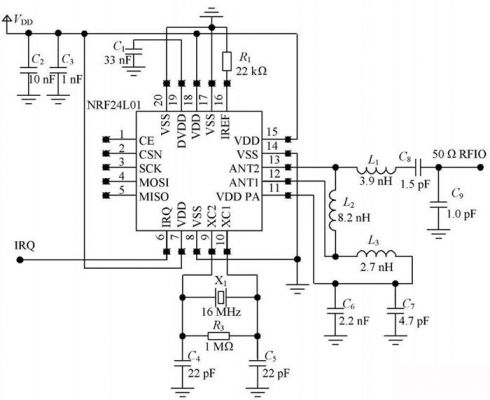 VDD
C2
10 nF
C3
1 nF
C1
33 nF
R1
22 kΩ
NRF24L01
20 19 18 17 16
VSS DVDD VDD VSS IREF
1 CE
2 CSN
3 SCK
4 MOSI
5 MISO
VDD 15
VSS 14
ANT2 13
ANT1 12
VDD PA 11
IRQ VDD VSS XC2 XC1
6 7 8 9 10
L1
3.9 nH
C8
1.5 pF
50 Ω RFIO
C9
1.0 pF
L2
8.2 nH
L3
2.7 nH
IRQ
X1
16 MHz
R3
1 MΩ
C4
22 pF
C5
22 pF
C6
2.2 nF
C7
4.7 pF